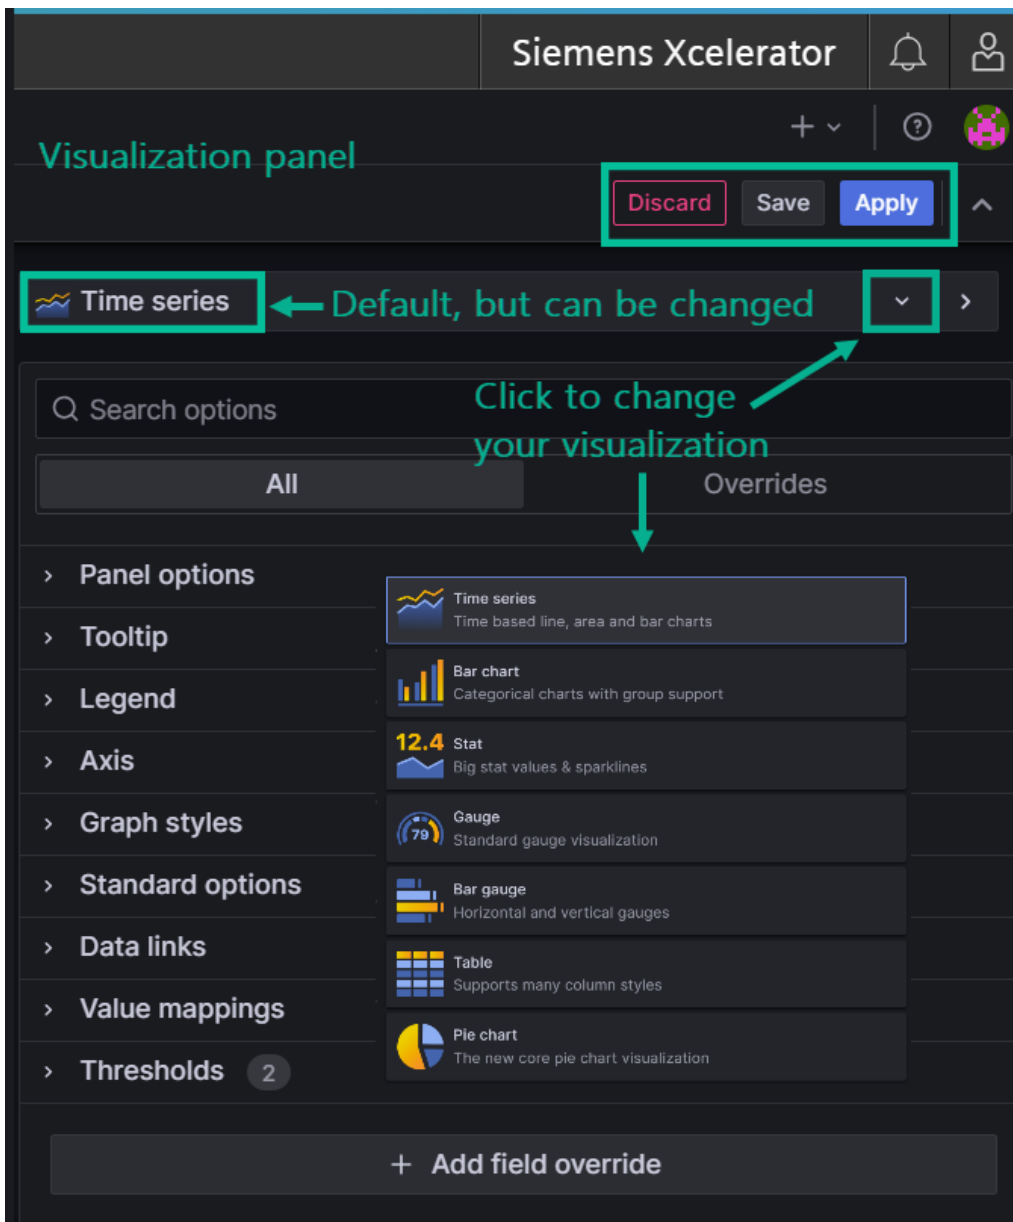 Siemens Xcelerator
Visualization panel
Discard Save Apply
Time series Default, but can be changed
Search options
Click to change
your visualization
All Overrides
Panel options
Tooltip
Legend
Axis
Graph styles
Standard options
Data links
Value mappings
Thresholds 2
Time series
Time based line, area and bar charts
Bar chart
Categorical charts with group support
12.4 Stat
Big stat values & sparklines
Gauge
79
Standard gauge visualization
Bar gauge
Horizontal and vertical gauges
Table
Supports many column styles
Pie chart
The new core pie chart visualization
+ Add field override